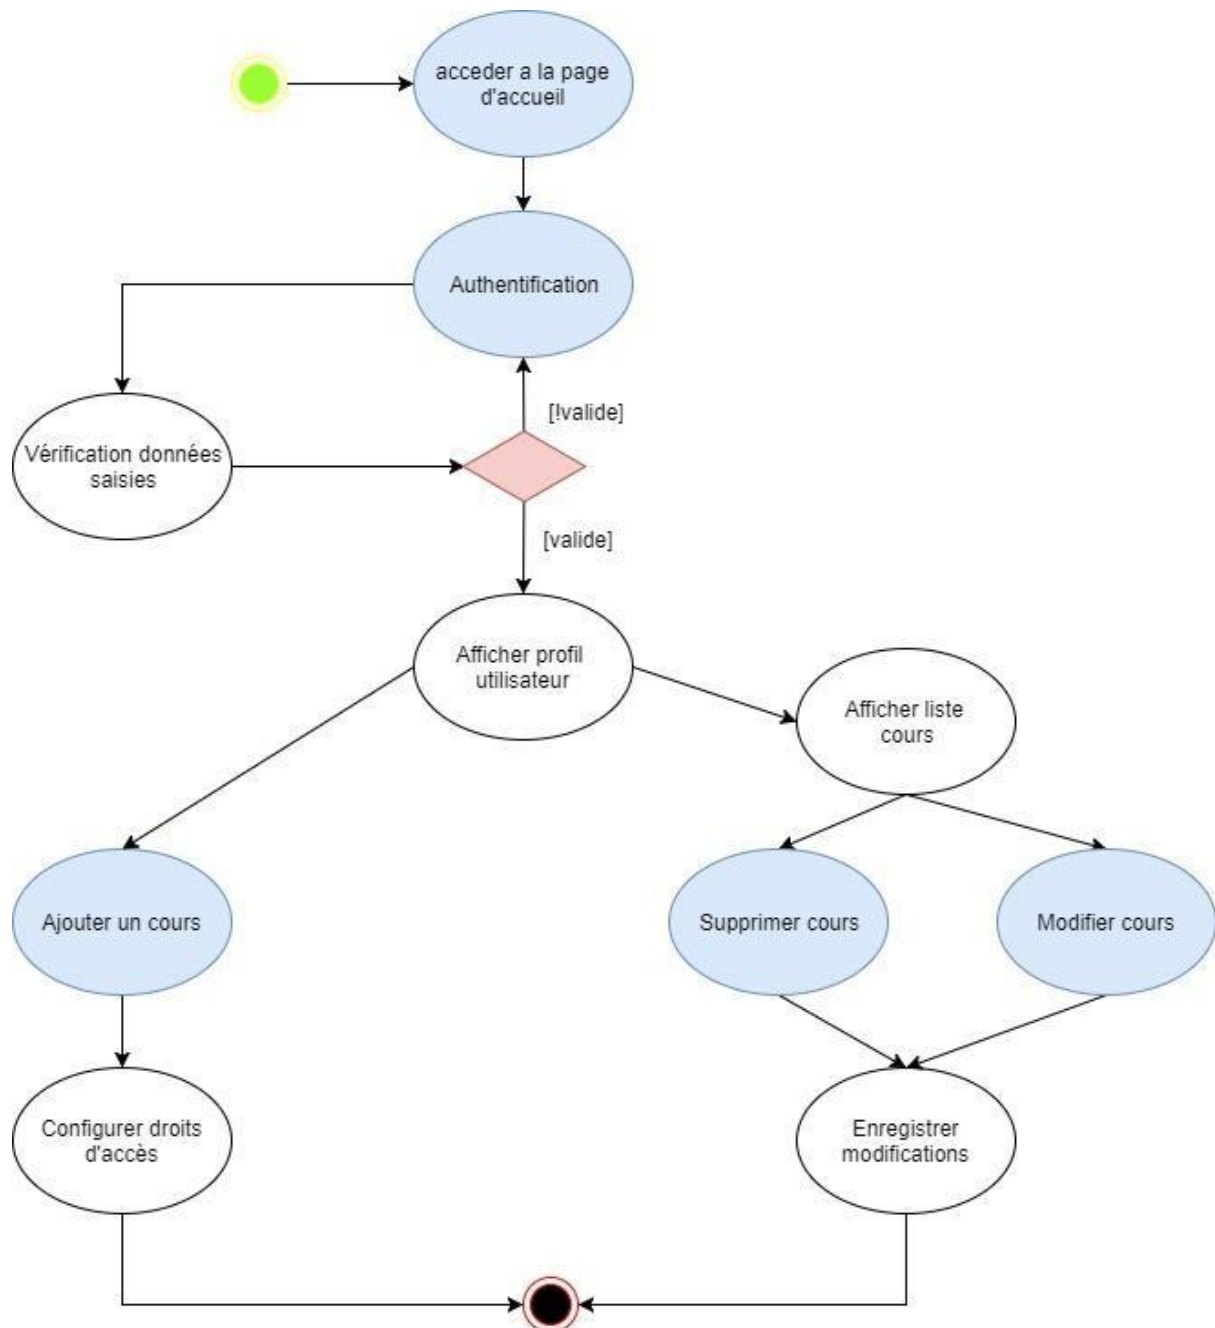 acceder a la page
d'accueil
Authentification
[!valide]
Vérification données
saisies
[valide]
Afficher profil
utilisateur
Afficher liste
cours
Ajouter un cours
Supprimer cours
Modifier cours
Configurer droits
d'accès
Enregistrer
modifications